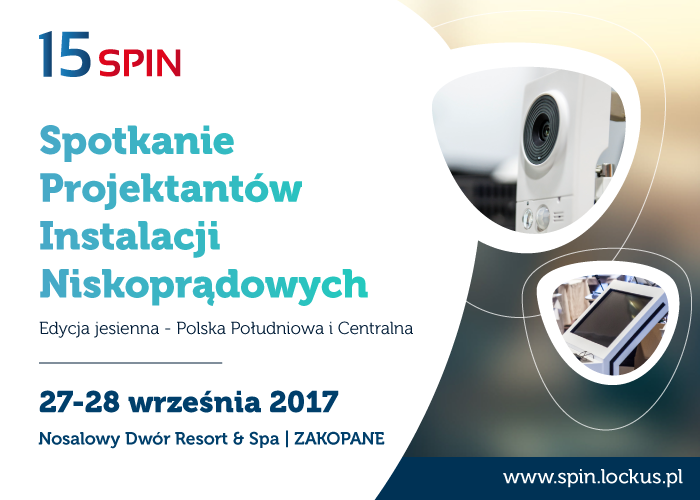 15 SPIN
Spotkanie
Projektantów
Instalacji
Niskoprądowych
Edycja jesienna - Polska Południowa i Centralna
27-28 września 2017
Nosalowy Dwór Resort & Spa | ZAKOPANE
www.spin.lockus.pl